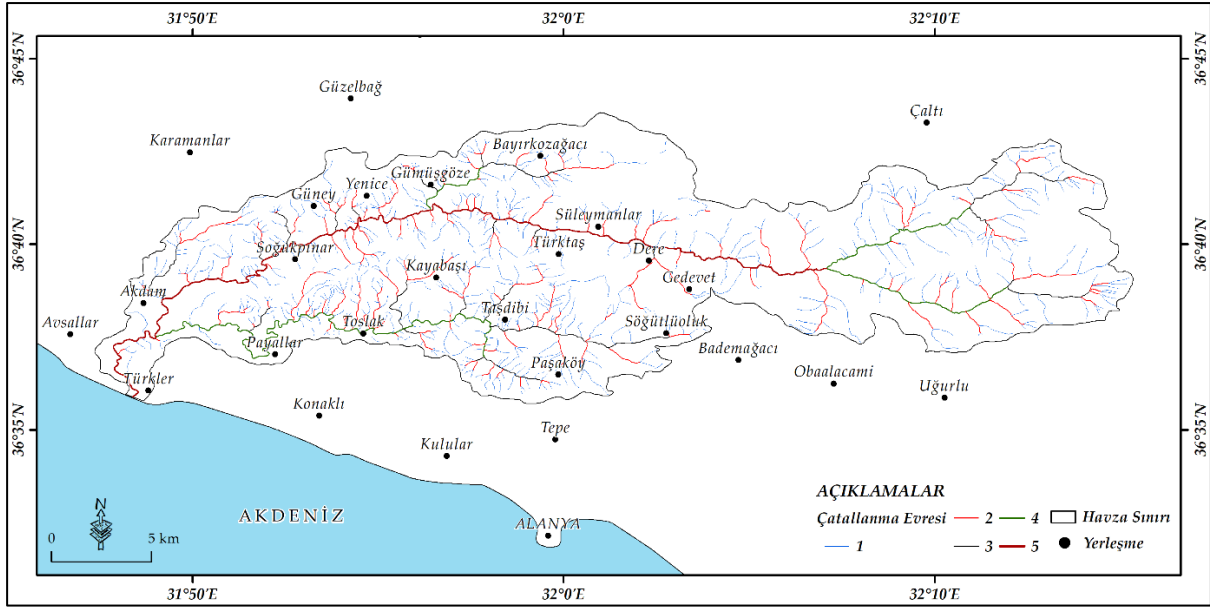 31°50'E 32°0'E 32°10'E
36°45'N 36°45'N
Güzelbağ
Çaltı
Karamanlar
Bayırkozağacı
Gümüşgöze
Yenice
Güney
Süleymanlar
36°40'N 36°40'N
Soğukpınar Türktaş Dere
Kayabaşı
Gedevet
Akdam
Taşdibi
Avsallar Toslak Söğütlüoluk
Payallar Bademağacı
Paşaköy
Türkler Obaalacami
Uğurlu
Konaklı
36°35'N 36°35'N
Tepe
Kulular
AÇIKLAMALAR
N
AKDENİZ
Çatallanma Evresi 2 4 Havza Sınırı
ALANYA
1 3 5 Yerleşme
0 5 km
31°50'E 32°0'E 32°10'E